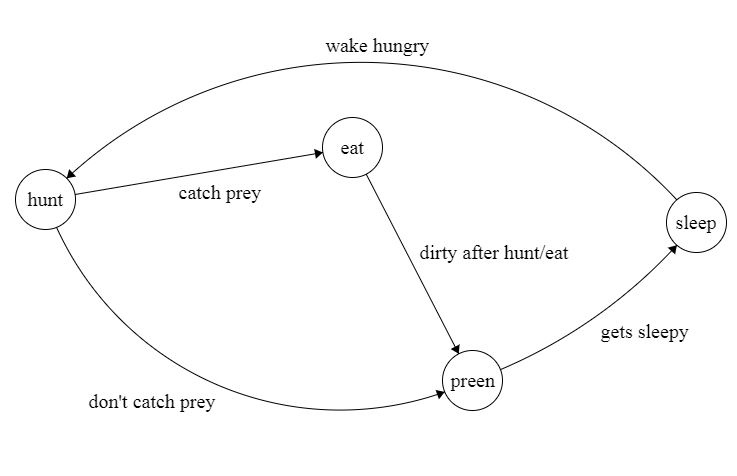 wake hungry
eat
hunt
catch prey
sleep
dirty after hunt/eat
gets sleepy
preen
don't catch prey